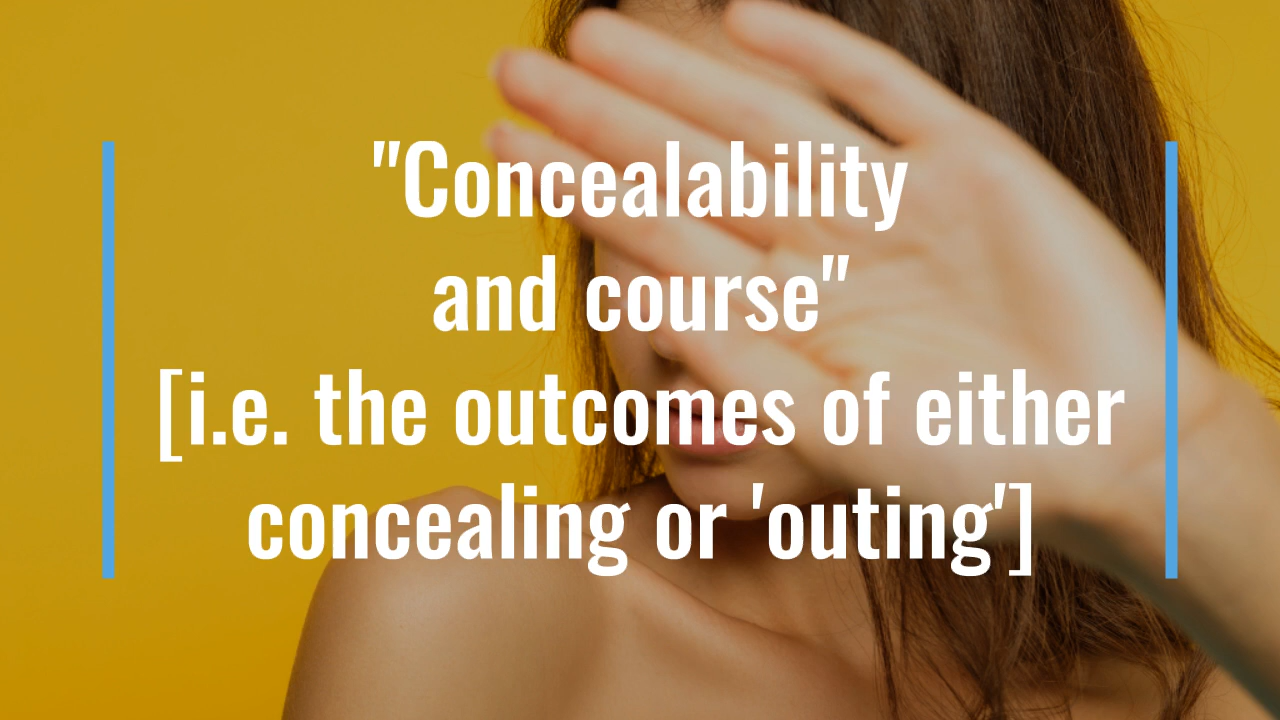 "Concealability
and course"
[i.e. the outcomes of either
concealing or 'outing']